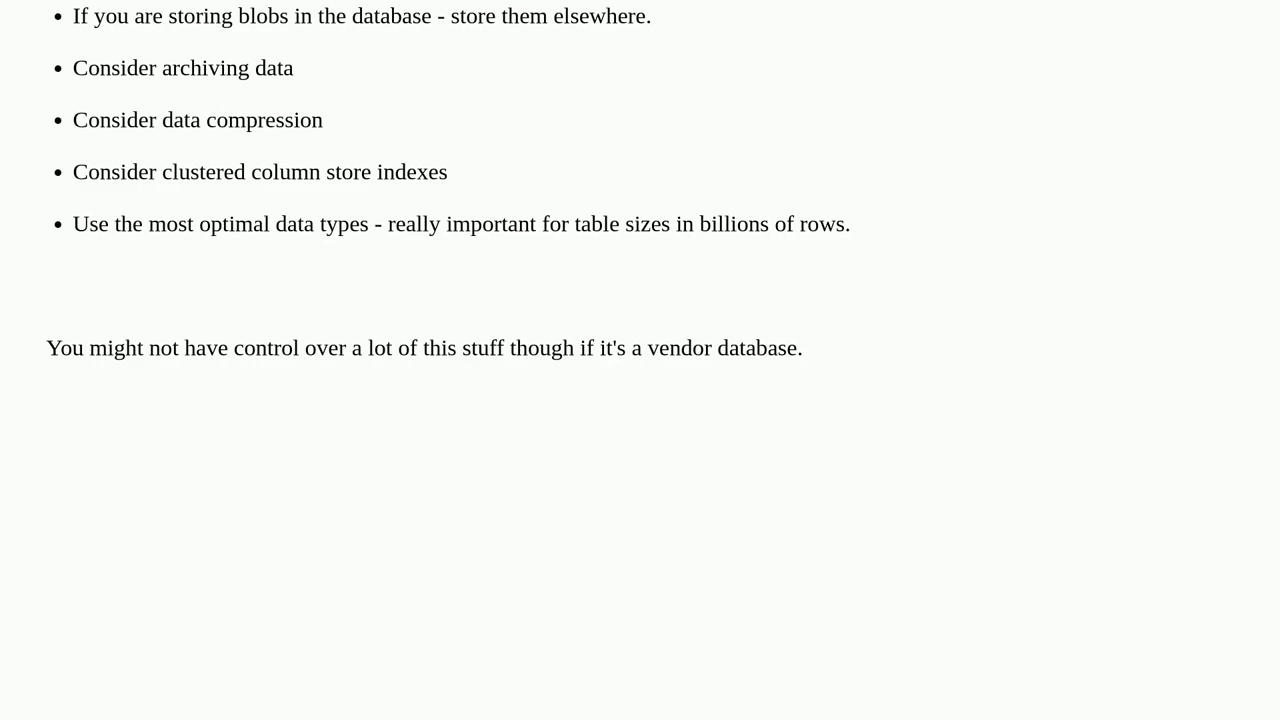 • If you are storing blobs in the database - store them elsewhere.
• Consider archiving data
• Consider data compression
• Consider clustered column store indexes
• Use the most optimal data types - really important for table sizes in billions of rows.
You might not have control over a lot of this stuff though if it's a vendor database.